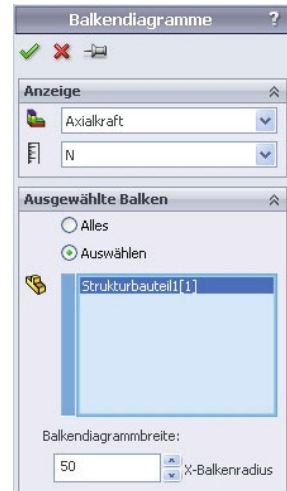 Balkendiagramme ?
Anzeige
Axialkraft
N
Ausgewählte Balken
Alles
Auswählen
Strukturbauteil1[1]
Balkendiagrammbreite:
50 X-Balkenradius